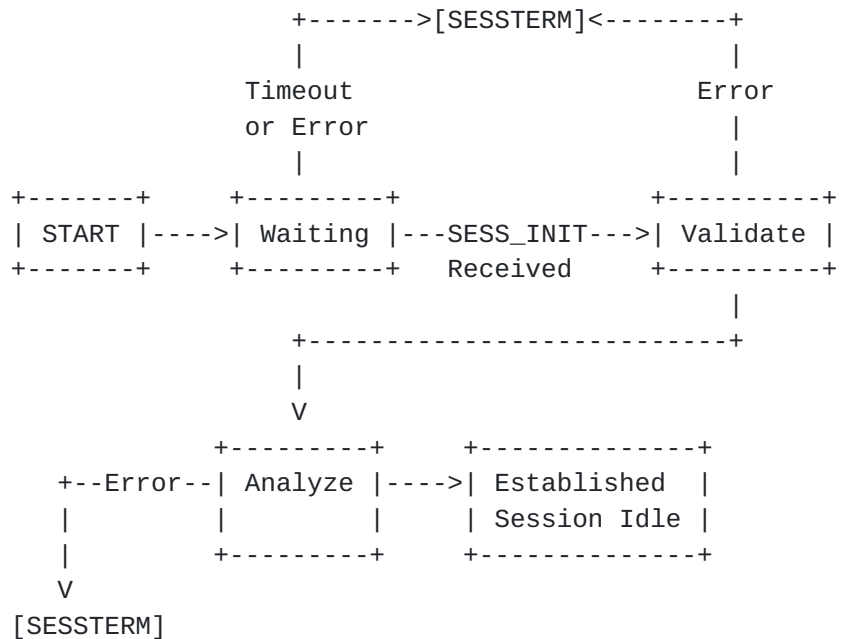 +------->[SESSTERM]<--------+
|                           |
Timeout                      Error
or Error                       |
|                           |
+-------+     +---------+                +----------+
| START |---->| Waiting |---SESS_INIT--->| Validate |
+-------+     +---------+   Received     +----------+
|
+---------------------------+
|
V
+---------+     +--------------+
+--Error--| Analyze |---->| Established  |
|         |         |     | Session Idle |
|         +---------+     +--------------+
V
[SESSTERM]